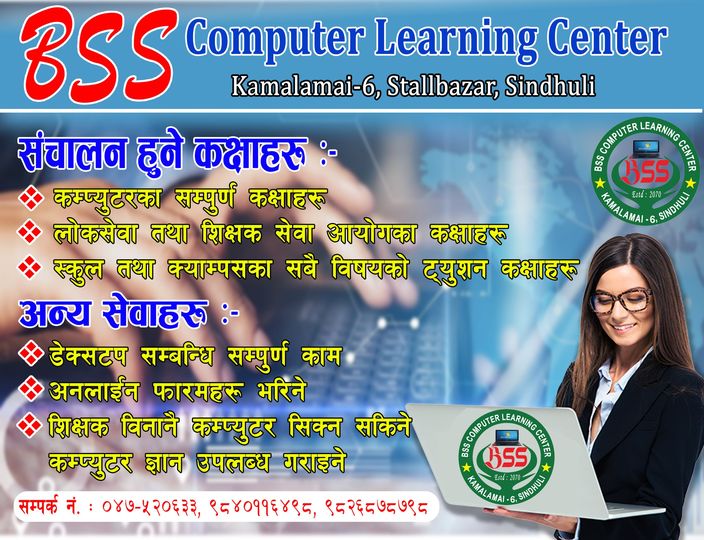 BSS Computer Learning Center
Kamalamai-6, Stallbazar, Sindhuli
संचालन हुने कक्षाहरू :-
कम्प्युटरका सम्पुर्ण कक्षाहरू
लोकसेवा तथा शिक्षक सेवा आयोगका कक्षाहरू
स्कुल तथा क्याम्पसका सबै विषयको ट्युशन कक्षाहरू
अन्य सेवाहरू :-
डेक्सटप सम्बन्धि सम्पुर्ण काम
अनलाईन फारमहरू भरिने
शिक्षक विनानै कम्प्युटर सिक्न सकिने
कम्प्युटर ज्ञान उपलब्ध गराइने
सम्पर्क नं. : ०४७-५२०६३३, ९८४०११६४९८, ९८२६८७८७९८
BSS COMPUTER LEARNING CENTER
BSS
Estd : 2070
KAMALAMAI - 6, SINDHULI
BSS COMPUTER LEARNING CENTER
BSS
Estd : 2070
KAMALAMAI - 6, SINDHULI